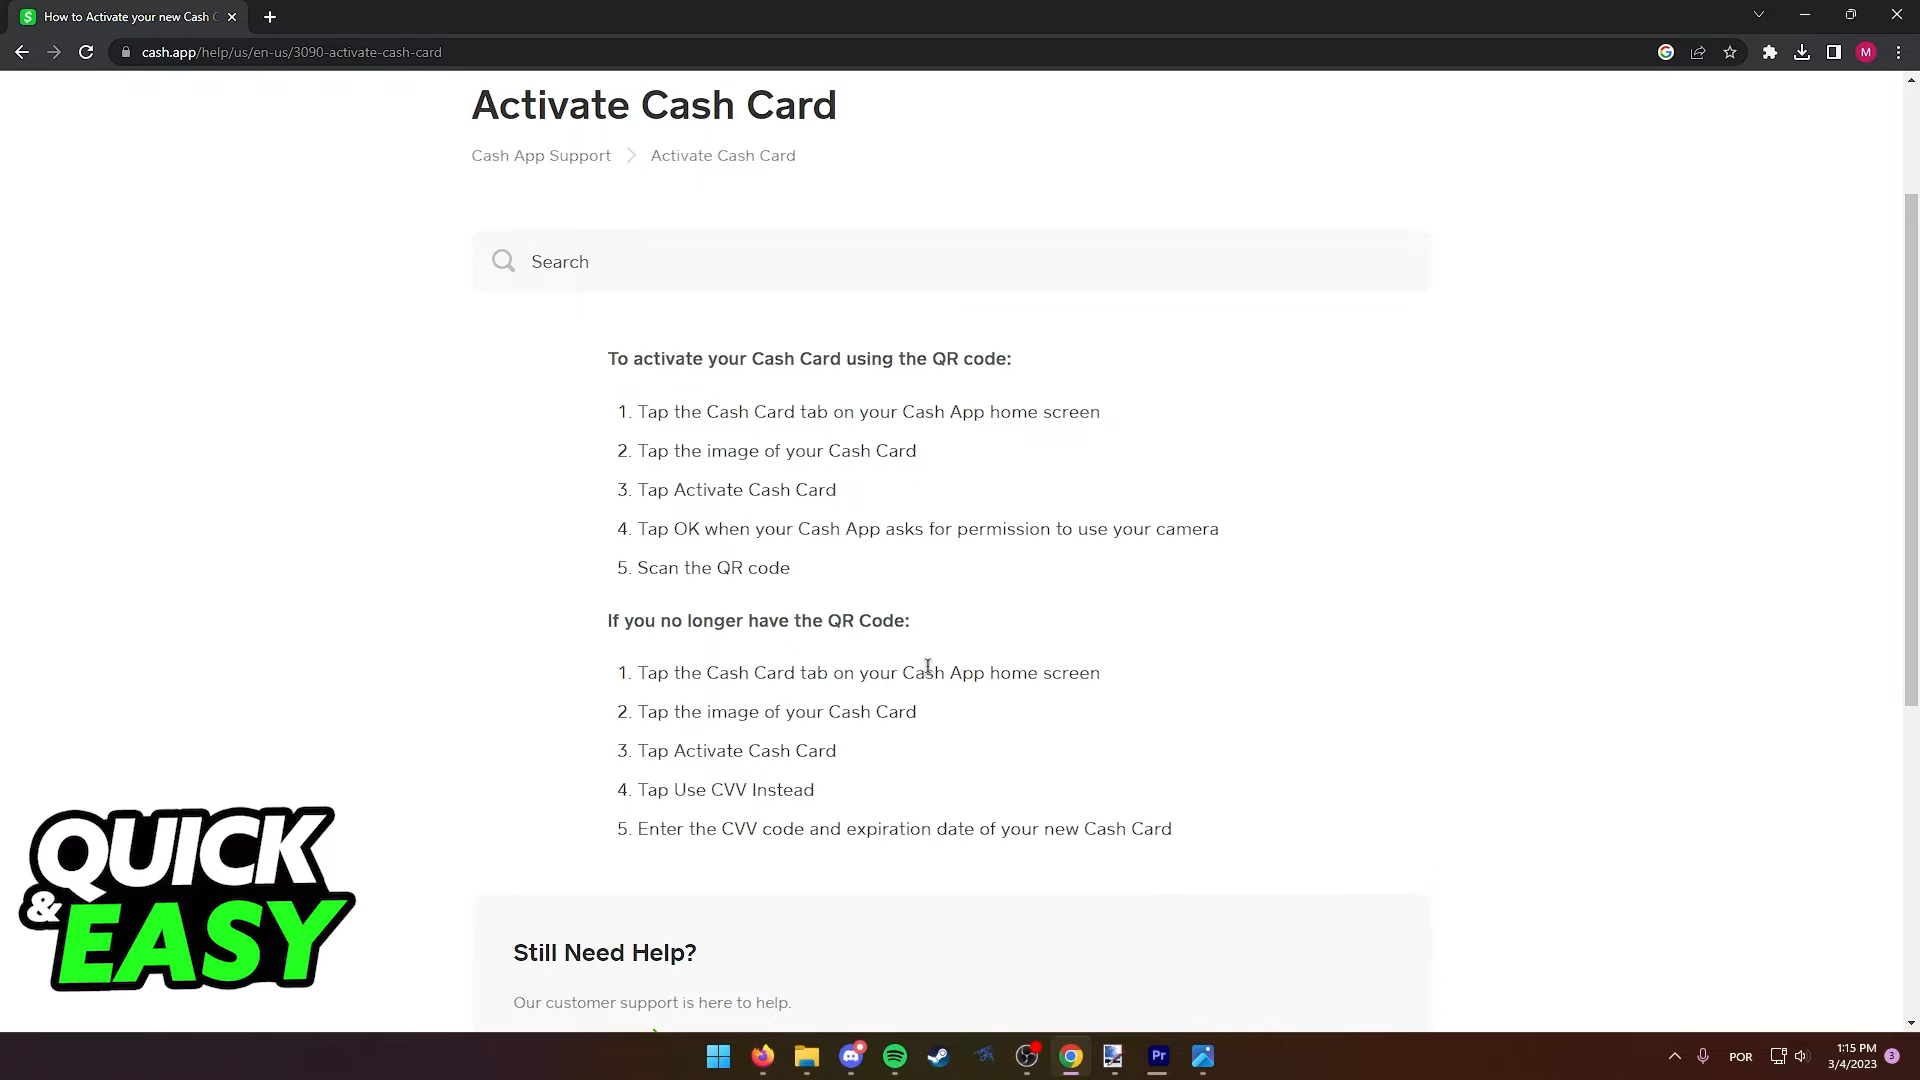 How to Activate your new Cash C
cash.app/help/us/en-us/3090-activate-cash-card
M
Activate Cash Card
Cash App Support
Activate Cash Card
Search
To activate your Cash Card using the QR code:
1. Tap the Cash Card tab on your Cash App home screen
2. Tap the image of your Cash Card
3. Tap Activate Cash Card
4. Tap OK when your Cash App asks for permission to use your camera
5. Scan the QR code
If you no longer have the QR Code:
1. Tap the Cash Card tab on your Cash App home screen
2. Tap the image of your Cash Card
3. Tap Activate Cash Card
4. Tap Use CVV Instead
5. Enter the CVV code and expiration date of your new Cash Card
QUICK
& EASY
Still Need Help?
Our customer support is here to help.
Pr
POR
1:15 PM
3/4/2023
3